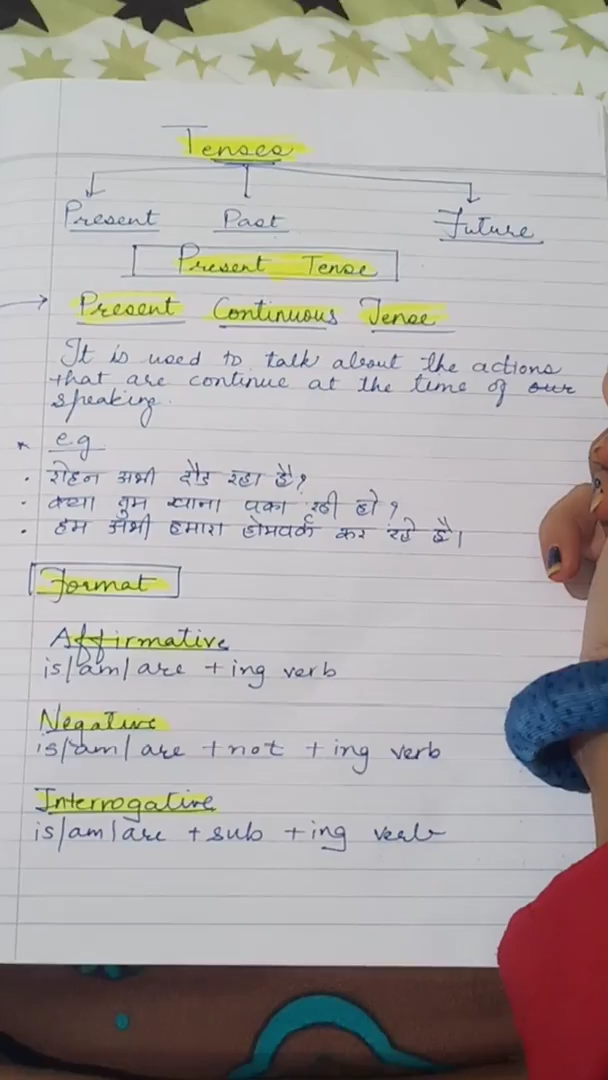 Tenses
Present Past Future
Present Tense
Present Continuous Tense
It is used to talk about the actions
that are continue at the time of our
speaking.
e.g
रोहन अभी दौड रहा है?
क्या तुम खाना पका रही हो?
हम अभी हमारा होमवर्क कर रहे है।
Format
Affirmative
is/am/are + ing verb
Negative
is/am/are + not + ing verb
Interrogative
is/am/are + sub + ing verb